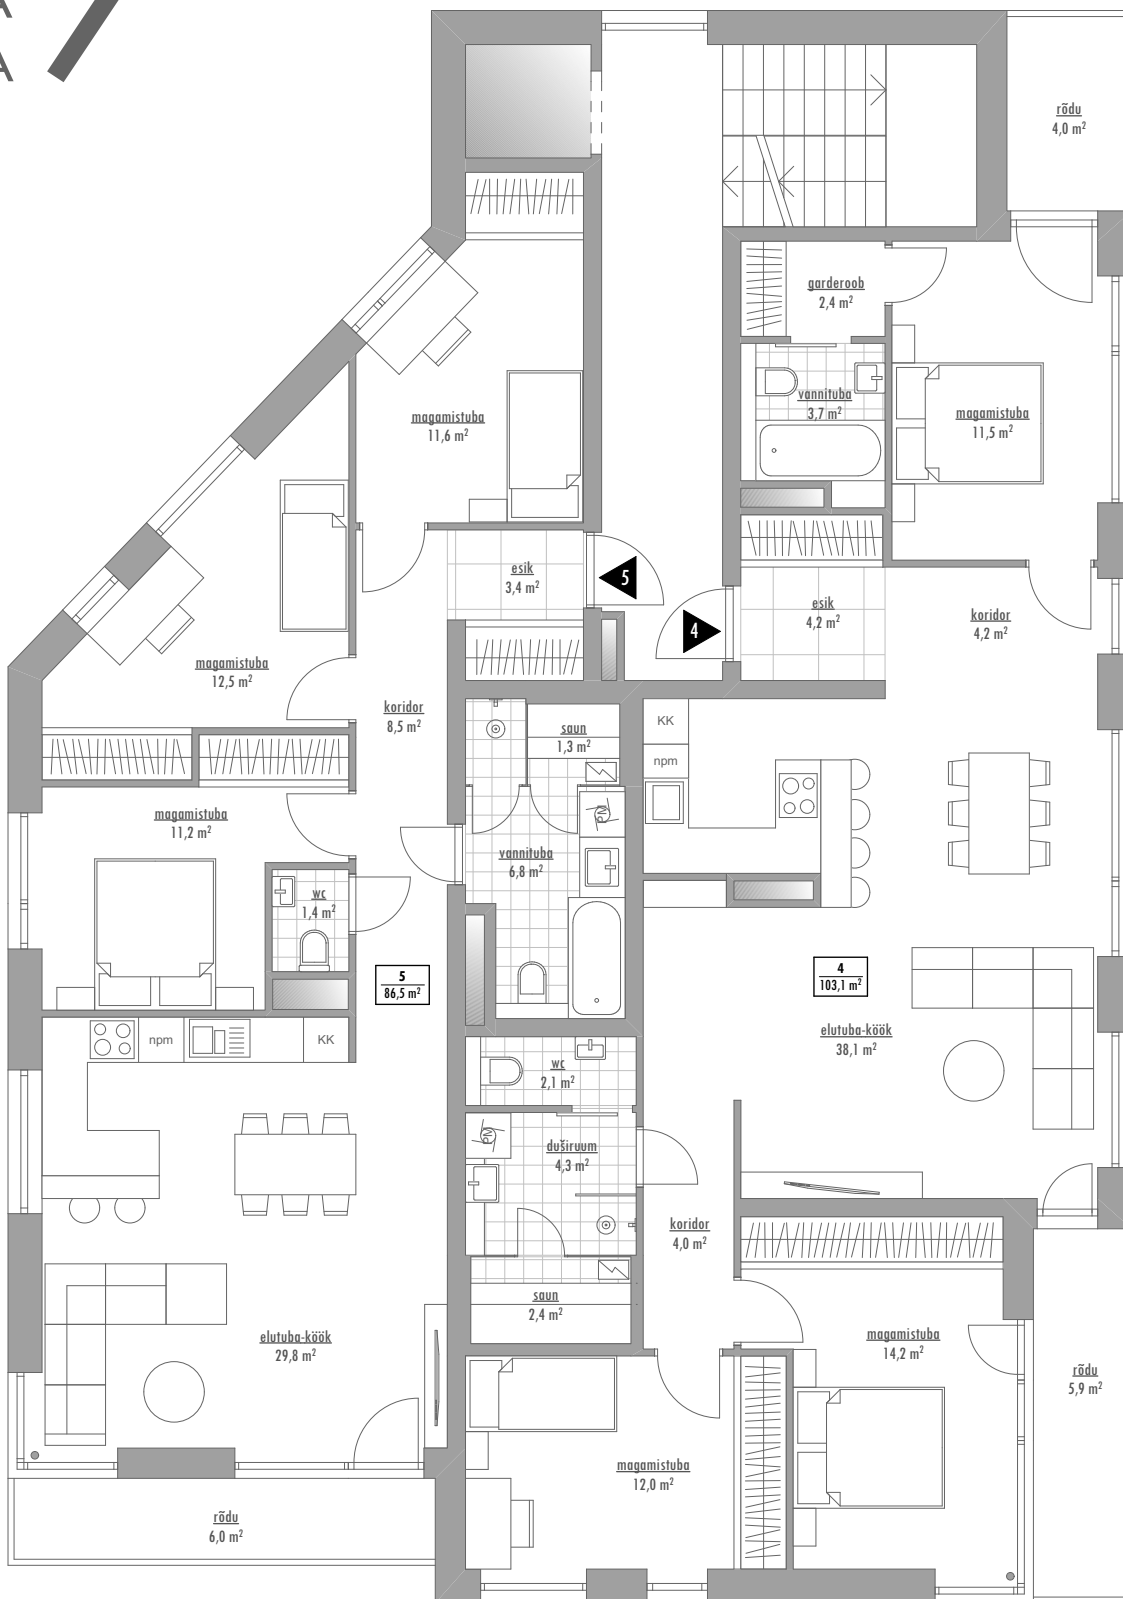 A
A
rõdu
4,0 m²
garderoob
2,4 m²
vannituba
3,7 m²
magamistuba
11,5 m²
magamistuba
11,6 m²
esik
3,4 m²
5
4
esik
4,2 m²
koridor
4,2 m²
magamistuba
12,5 m²
koridor
8,5 m²
saun
1,3 m²
KK
npm
magamistuba
11,2 m²
PM
vannituba
6,8 m²
wc
1,4 m²
5
86,5 m²
4
103,1 m²
elutuba-köök
38,1 m²
npm
KK
wc
2,1 m²
PM
duširuum
4,3 m²
koridor
4,0 m²
saun
2,4 m²
elutuba-köök
29,8 m²
magamistuba
14,2 m²
rõdu
5,9 m²
magamistuba
12,0 m²
rõdu
6,0 m²